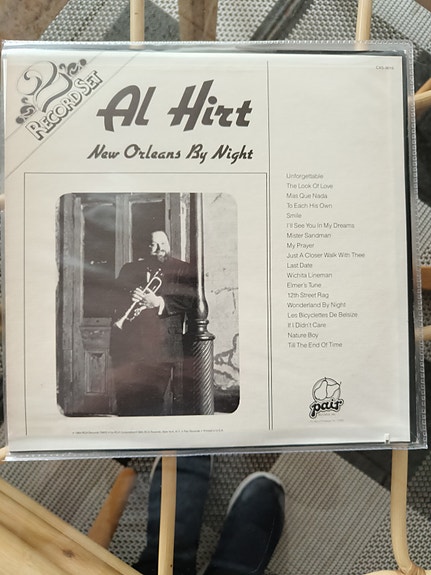 2 RECORD SET
Al Hirt
New Orleans By Night
Unforgettable
The Look Of Love
Mas Que Nada
To Each His Own
Smile
I'll See You In My Dreams
Mister Sandman
My Prayer
Just A Closer Walk With Thee
Last Date
Wichita Lineman
Elmer's Tune
12th Street Rag
Wonderland By Night
Les Bicyclettes De Belsize
If I Didn't Care
Nature Boy
Till The End Of Time
pair